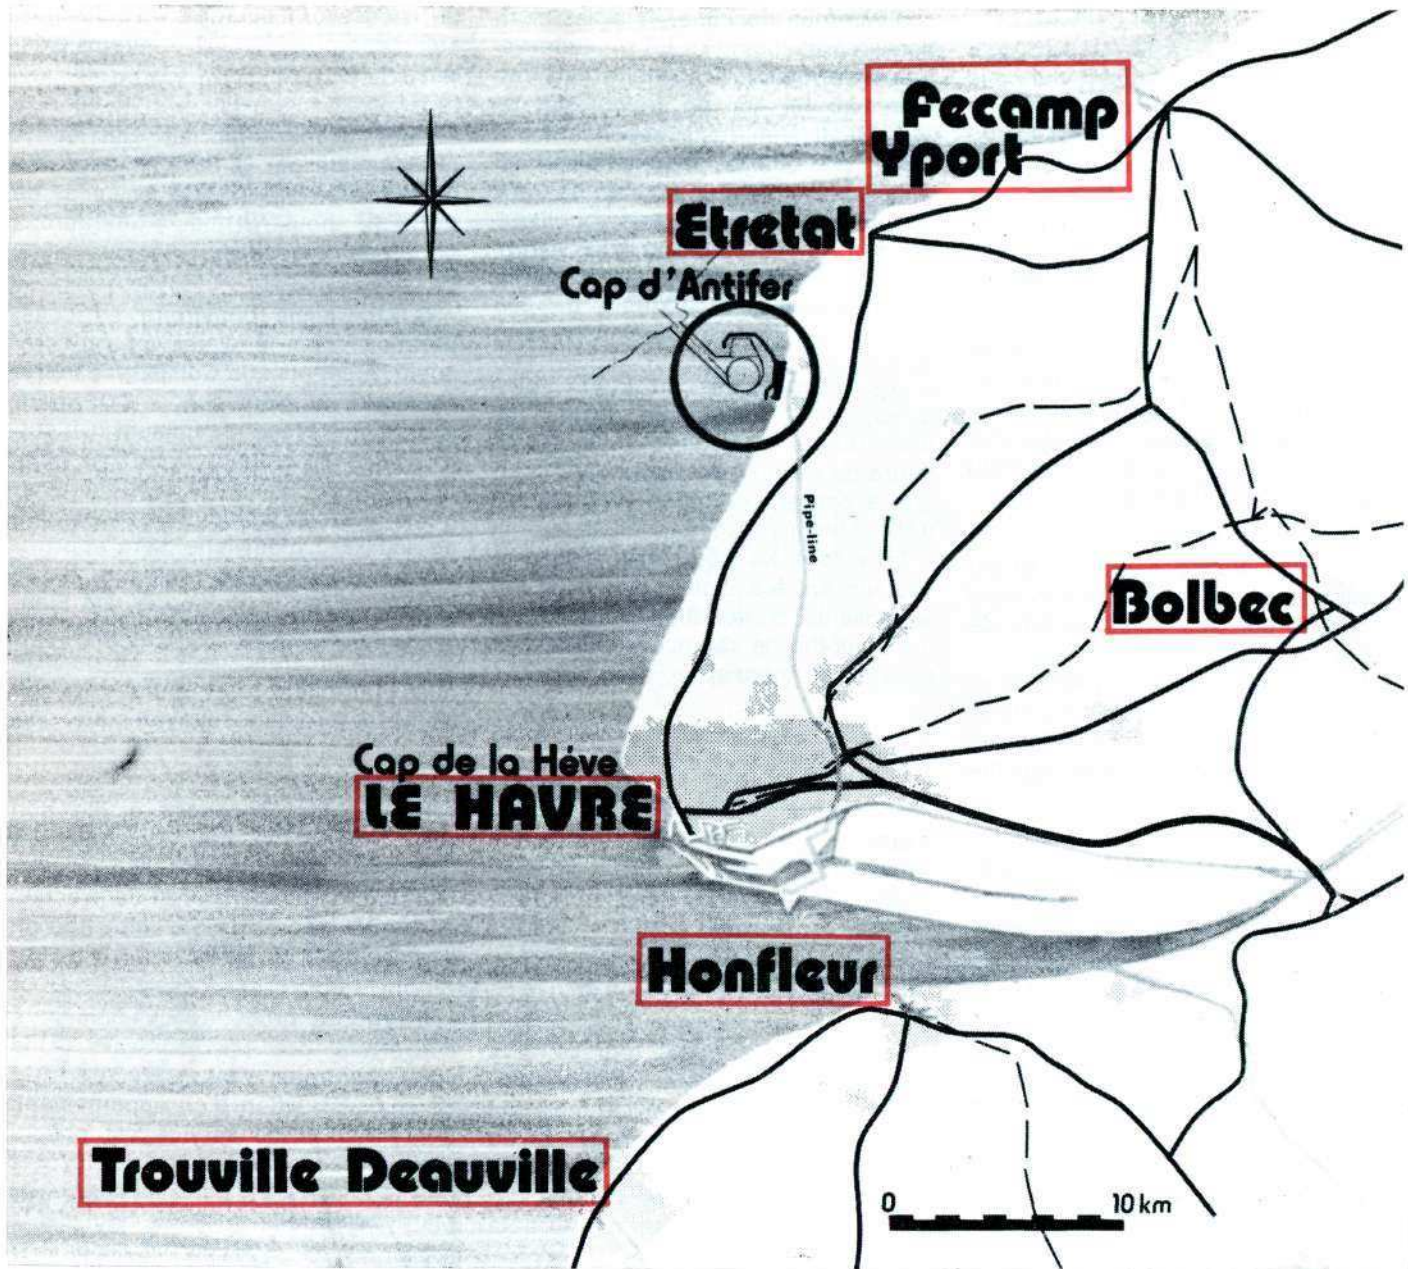 Fecamp
Yport
Etretat
Cap d'Antifer
Pipe-line
Bolbec
Cap de la Héve
LE HAVRE
Honfleur
Trouville Deauville
0 10 km